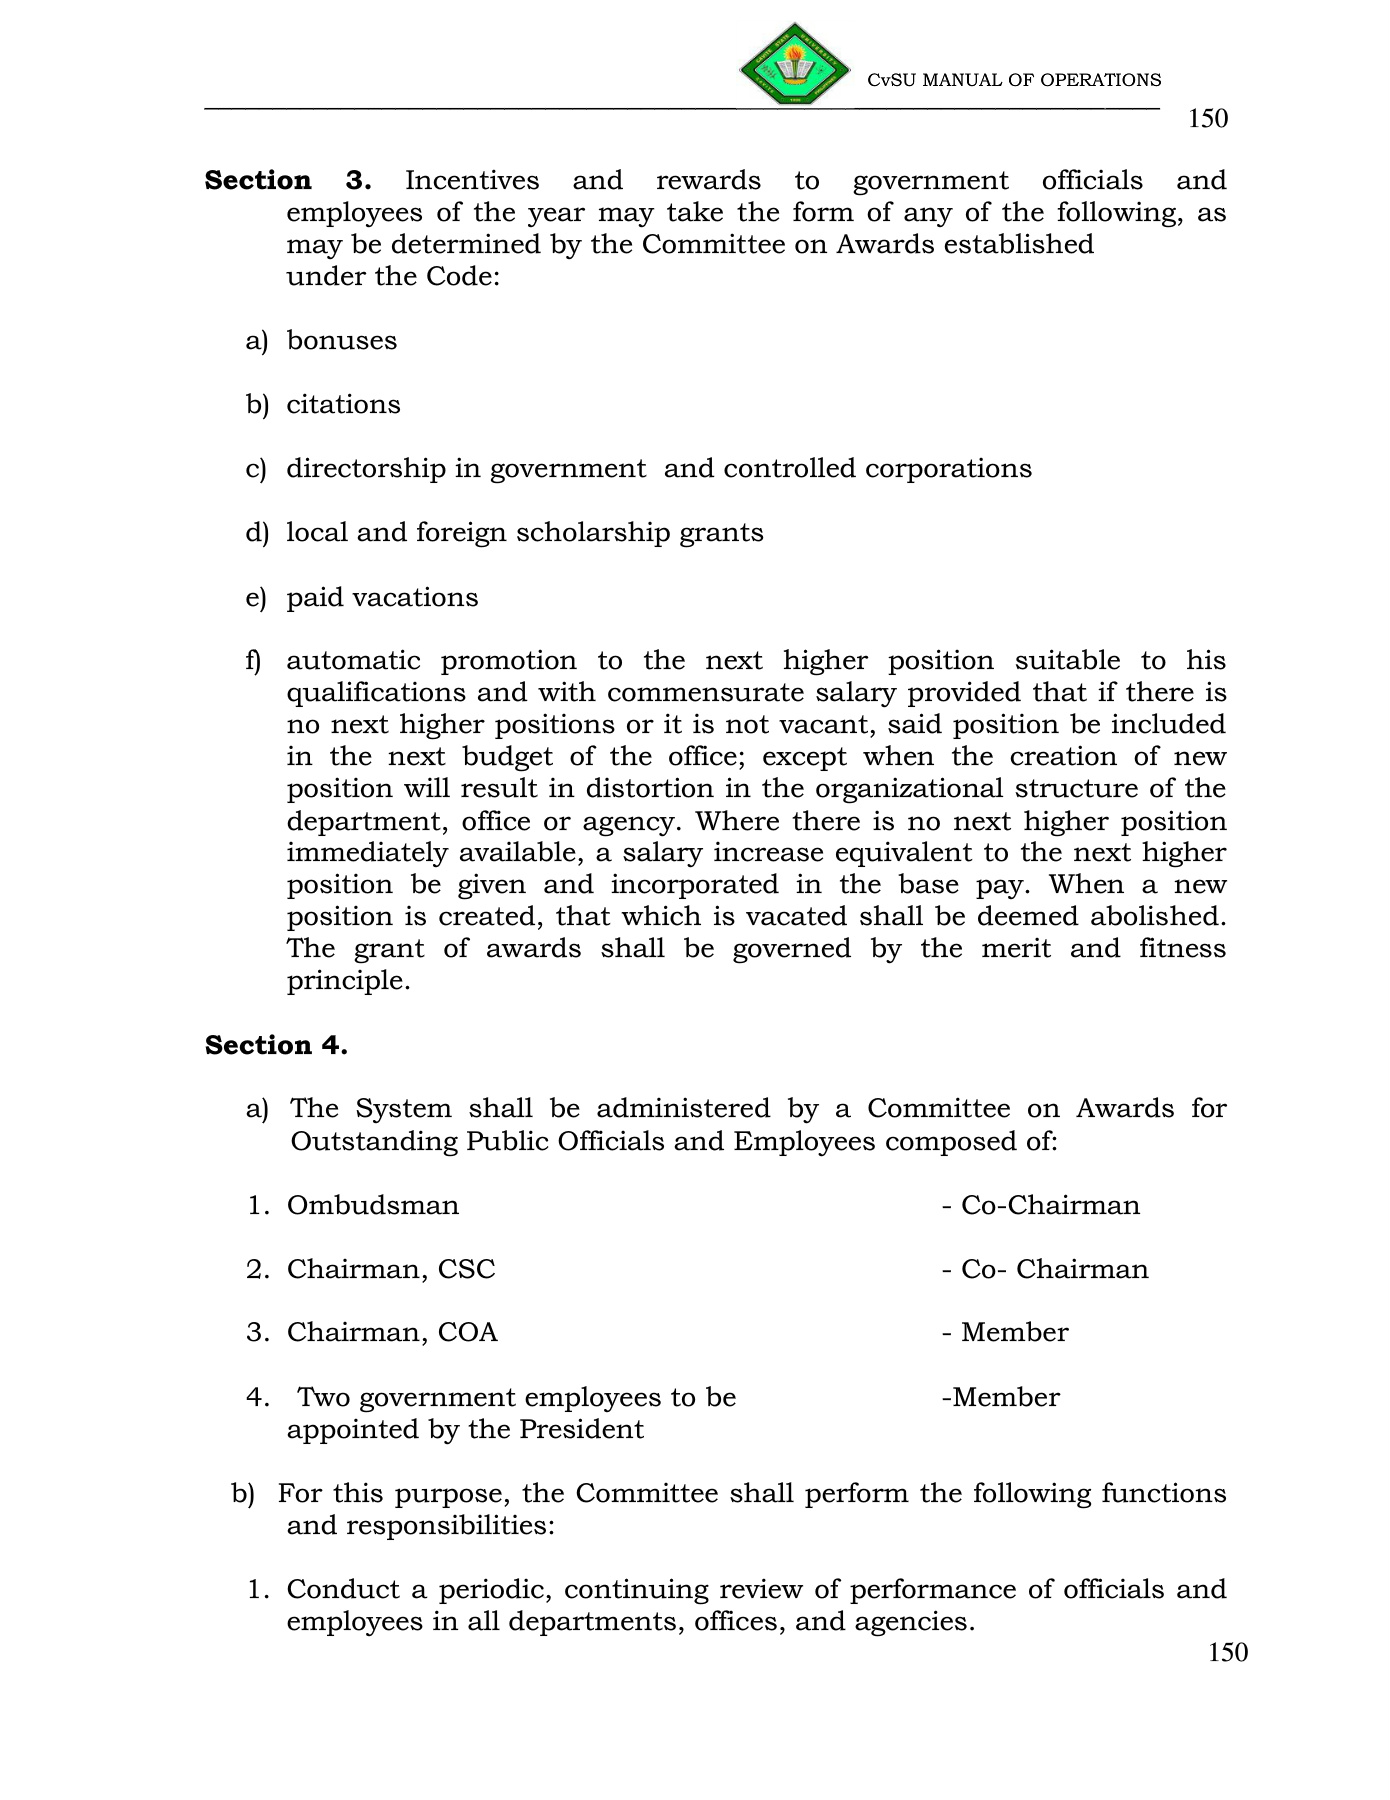 CvSU MANUAL OF OPERATIONS
150
Section 3. Incentives and rewards to government officials and
employees of the year may take the form of any of the following, as
may be determined by the Committee on Awards established
under the Code:
a) bonuses
b) citations
c) directorship in government and controlled corporations
d) local and foreign scholarship grants
e) paid vacations
f) automatic promotion to the next higher position suitable to his
qualifications and with commensurate salary provided that if there is
no next higher positions or it is not vacant, said position be included
in the next budget of the office; except when the creation of new
position will result in distortion in the organizational structure of the
department, office or agency. Where there is no next higher position
immediately available, a salary increase equivalent to the next higher
position be given and incorporated in the base pay. When a new
position is created, that which is vacated shall be deemed abolished.
The grant of awards shall be governed by the merit and fitness
principle.
Section 4.
a) The System shall be administered by a Committee on Awards for
Outstanding Public Officials and Employees composed of:
1. Ombudsman - Co-Chairman
2. Chairman, CSC - Co- Chairman
3. Chairman, COA - Member
4. Two government employees to be -Member
appointed by the President
b) For this purpose, the Committee shall perform the following functions
and responsibilities:
1. Conduct a periodic, continuing review of performance of officials and
employees in all departments, offices, and agencies.
150